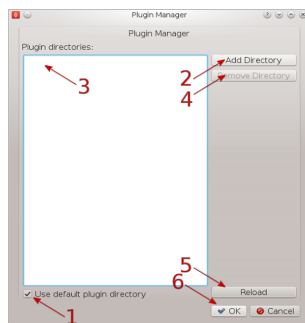 Plugin Manager
Plugin Manager
Plugin directories:
3
2
Add Directory
Remove Directory
4
5
Reload
6
Use default plugin directory
1
OK
Cancel